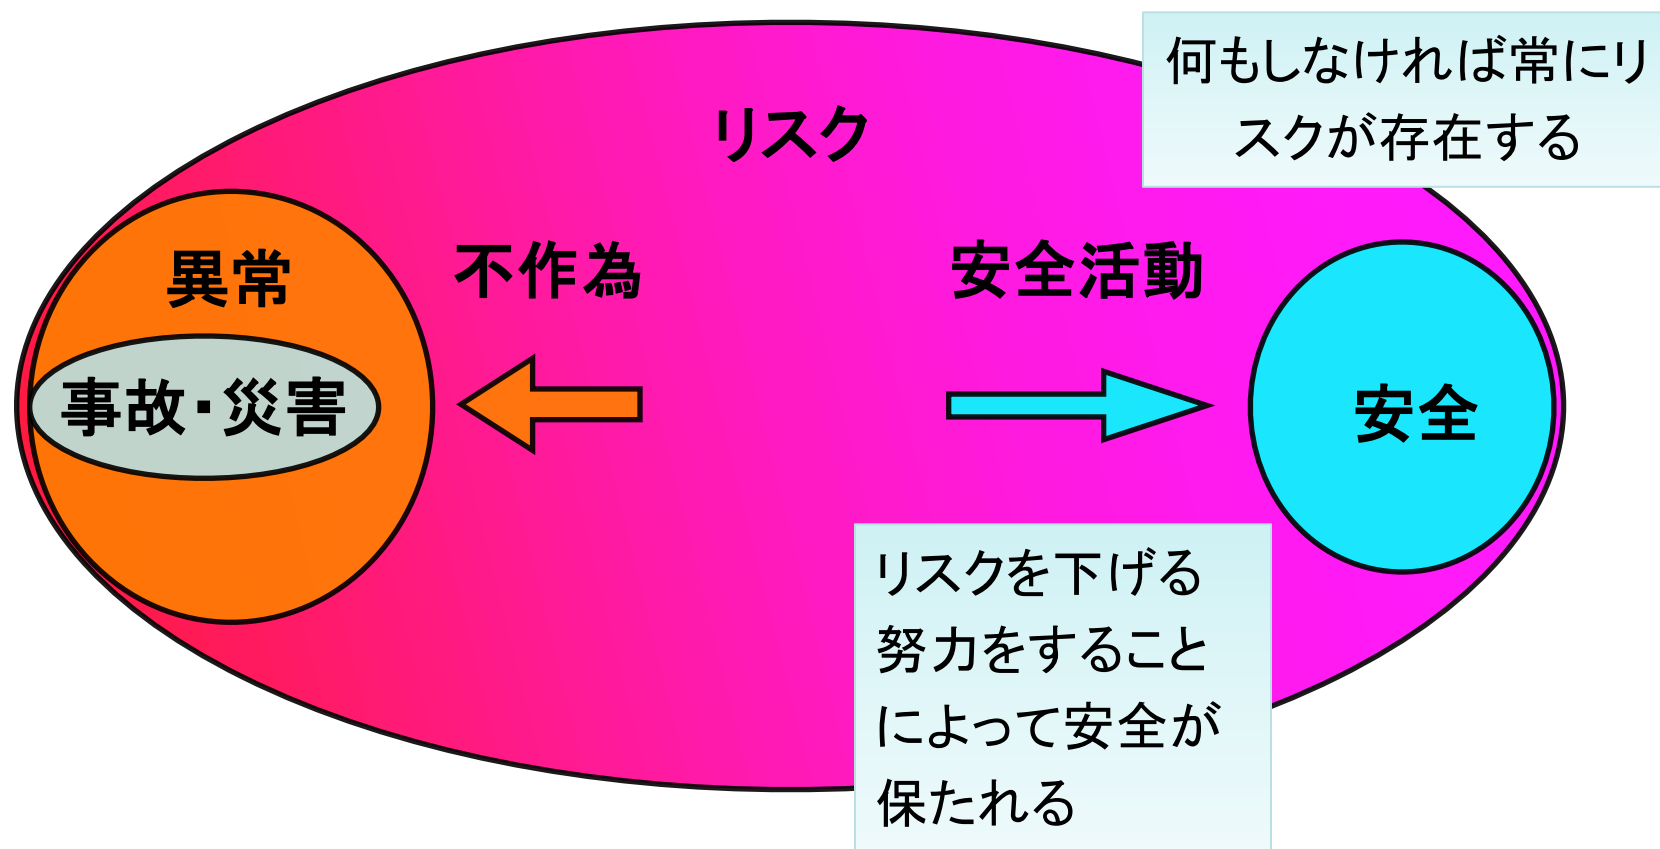 何もしなければ常にリ
スクが存在する
リスク
異常
不作為
安全活動
事故・災害
安全
リスクを下げる
努力をすること
によって安全が
保たれる